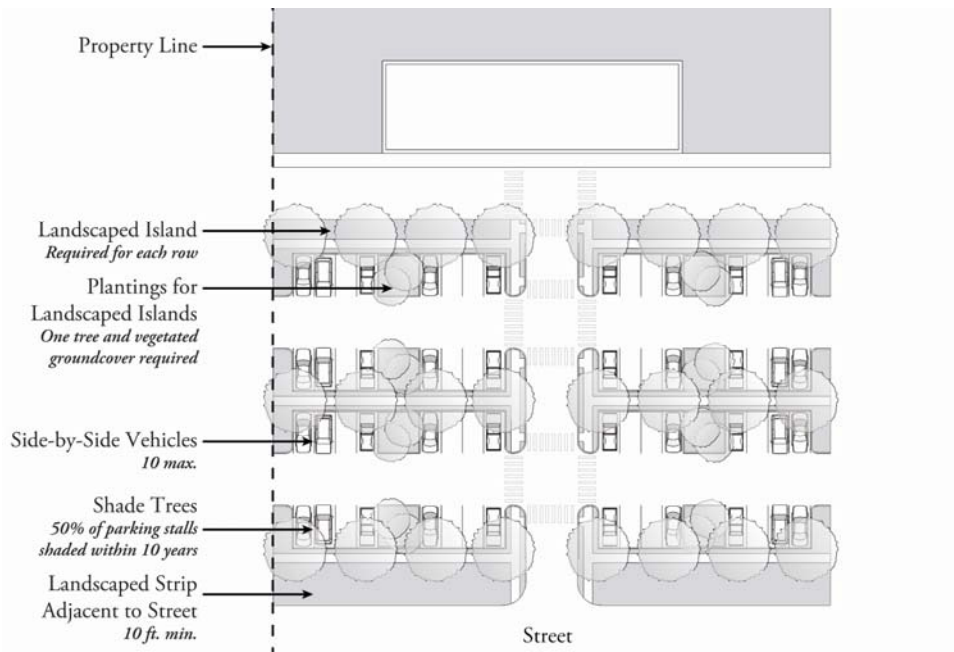 Property Line
Landscaped Island
Required for each row
Plantings for
Landscaped Islands
One tree and vegetated
groundcover required
Side-by-Side Vehicles
10 max.
Shade Trees
50% of parking stalls
shaded within 10 years
Landscaped Strip
Adjacent to Street
10 ft. min.
Street